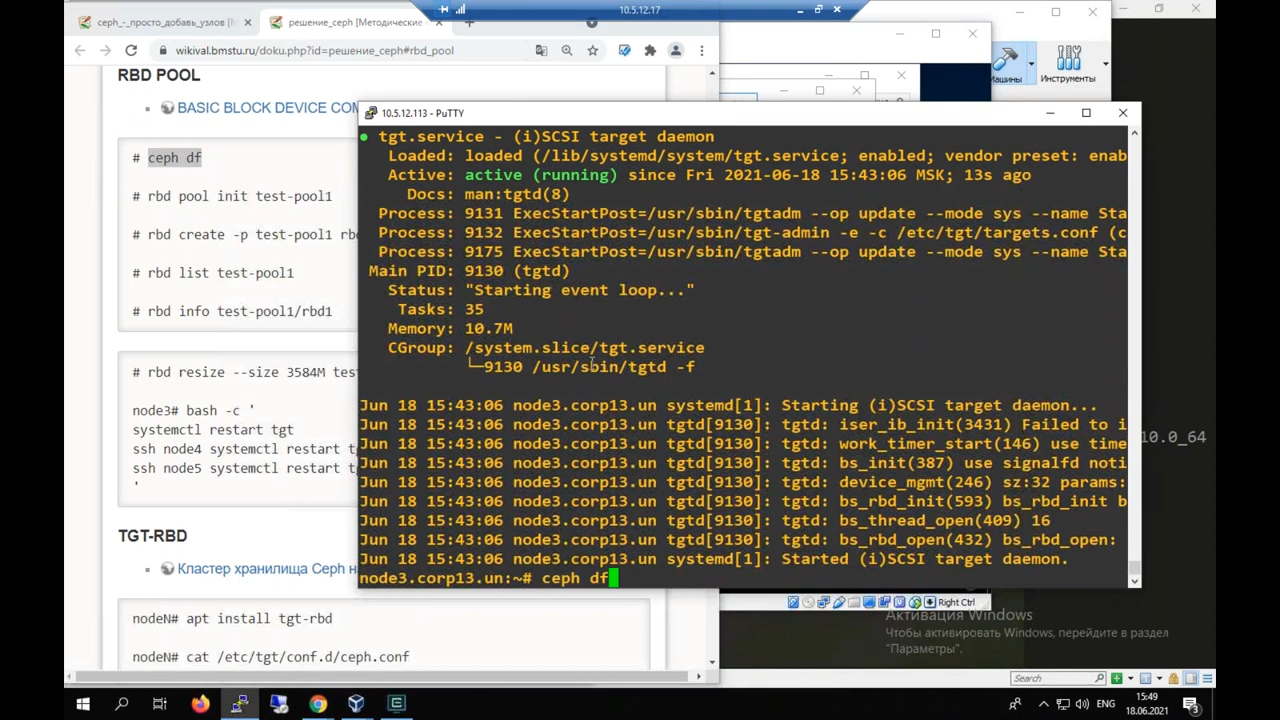 10.5.12.17
ceph_-_просто_добавь_узлов [М
решение_ceph [Методические
wikival.bmstu.ru/doku.php?id=решение_ceph#rbd_pool
RBD POOL
BASIC BLOCK DEVICE COM
# ceph df
# rbd pool init test-pool1
# rbd create -p test-pool1 rb
# rbd list test-pool1
# rbd info test-pool1/rbd1
# rbd resize --size 3584M test
node3# bash -c '
systemctl restart tgt
ssh node4 systemctl restart t
ssh node5 systemctl restart t
'
TGT-RBD
Кластер хранилища Ceph н
nodeN# apt install tgt-rbd
nodeN# cat /etc/tgt/conf.d/ceph.conf
Машины
Инструменты
10.5.12.113 - PuTTY
● tgt.service - (i)SCSI target daemon
Loaded: loaded (/lib/systemd/system/tgt.service; enabled; vendor preset: enab
Active: active (running) since Fri 2021-06-18 15:43:06 MSK; 13s ago
Docs: man:tgtd(8)
Process: 9131 ExecStartPost=/usr/sbin/tgtadm --op update --mode sys --name Sta
Process: 9132 ExecStartPost=/usr/sbin/tgt-admin -e -c /etc/tgt/targets.conf (c
Process: 9175 ExecStartPost=/usr/sbin/tgtadm --op update --mode sys --name Sta
Main PID: 9130 (tgtd)
Status: "Starting event loop..."
Tasks: 35
Memory: 10.7M
CGroup: /system.slice/tgt.service
└─9130 /usr/sbin/tgtd -f
Jun 18 15:43:06 node3.corp13.un systemd[1]: Starting (i)SCSI target daemon...
Jun 18 15:43:06 node3.corp13.un tgtd[9130]: tgtd: iser_ib_init(3431) Failed to i
Jun 18 15:43:06 node3.corp13.un tgtd[9130]: tgtd: work_timer_start(146) use time
Jun 18 15:43:06 node3.corp13.un tgtd[9130]: tgtd: bs_init(387) use signalfd noti
Jun 18 15:43:06 node3.corp13.un tgtd[9130]: tgtd: device_mgmt(246) sz:32 params:
Jun 18 15:43:06 node3.corp13.un tgtd[9130]: tgtd: bs_rbd_init(593) bs_rbd_init b
Jun 18 15:43:06 node3.corp13.un tgtd[9130]: tgtd: bs_thread_open(409) 16
Jun 18 15:43:06 node3.corp13.un tgtd[9130]: tgtd: bs_rbd_open(432) bs_rbd_open:
Jun 18 15:43:06 node3.corp13.un systemd[1]: Started (i)SCSI target daemon.
node3.corp13.un:~# ceph df
10.0_64
Right Ctrl
Активация Windows
Чтобы активировать Windows, перейдите в раздел
"Параметры".
Search
ENG
15:49
18.06.2021
3